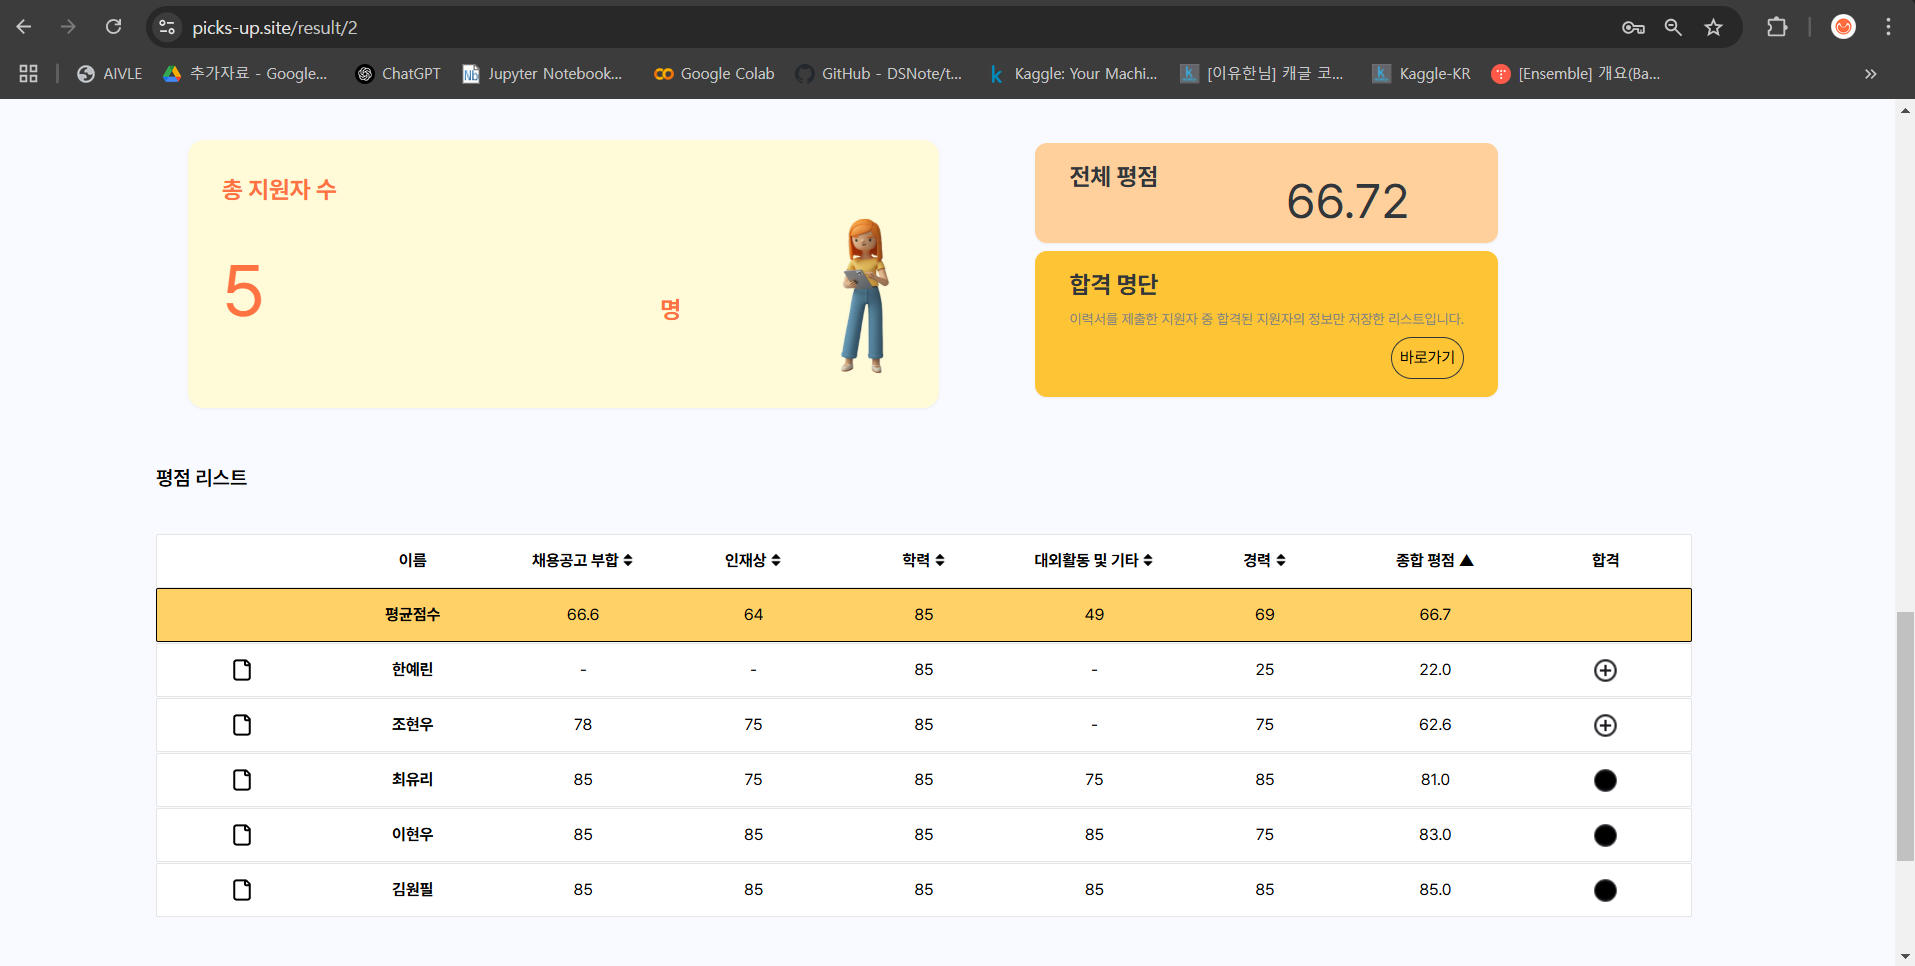 picks-up.site/result/2
AIVLE 추가자료 - Google... ChatGPT Jupyter Notebook... Google Colab GitHub - DSNote/t... Kaggle: Your Machi... [이유한님] 캐글 코... Kaggle-KR [Ensemble] 개요(Ba...
총 지원자 수
5 명
전체 평점
66.72
합격 명단
이력서를 제출한 지원자 중 합격된 지원자의 정보만 저장한 리스트입니다.
바로가기
평점 리스트
이름 채용공고 부합 인재상 학력 대외활동 및 기타 경력 종합 평점 ▲ 합격
평균점수 66.6 64 85 49 69 66.7
한예린 - - 85 - 25 22.0
조현우 78 75 85 - 75 62.6
최유리 85 75 85 75 85 81.0
이현우 85 85 85 85 75 83.0
김원필 85 85 85 85 85 85.0